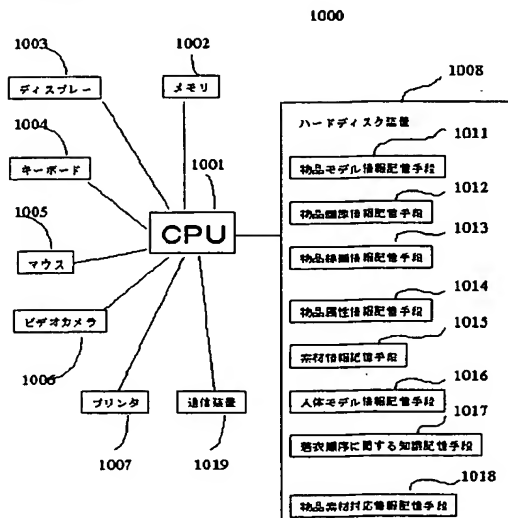 1000
1003
1002
ディスプレー
メモリ
1004
キーボード
1001
1005
CPU
マウス
ビデオカメラ
1006
プリンタ
通信装置
1007
1019
1008
ハードディスク装置
1011
物品モデル情報記憶手段
1012
物品画像情報記憶手段
1013
物品線画情報記憶手段
1014
物品属性情報記憶手段
1015
素材情報記憶手段
1016
人体モデル情報記憶手段
1017
着衣順序に関する知識記憶手段
1018
物品素材対応情報記憶手段